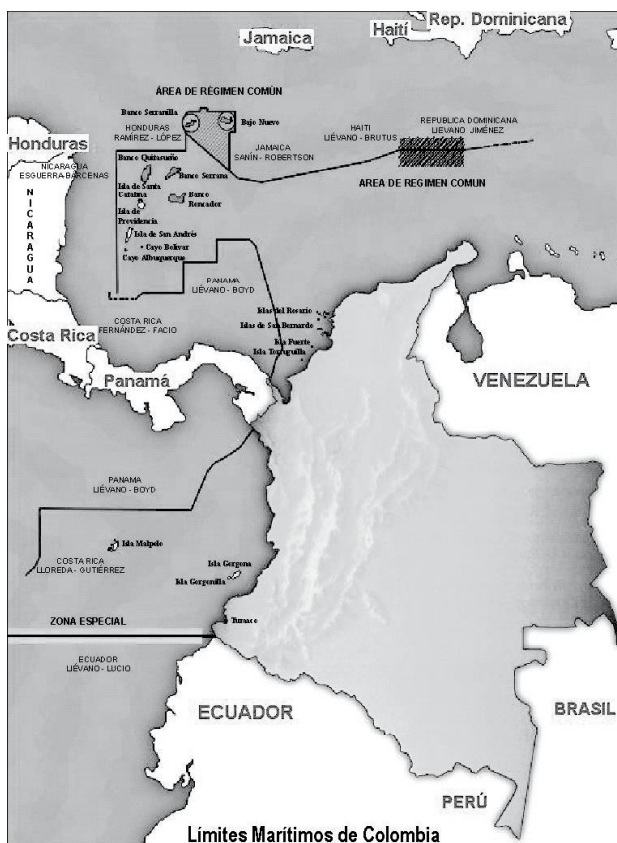 Rep. Dominicana
Haití
Jamaica
ÁREA DE RÉGIMEN COMÚN
Banco Serranilla
Bajo Nuevo
HONDURAS
RAMÍREZ - LÓPEZ
JAMAICA
SANÍN - ROBERTSON
HAITI
LIÉVANO - BRUTUS
REPUBLICA DOMINICANA
LIEVANO JIMÉNEZ
AREA DE REGIMEN COMUN
Honduras
NICARAGUA
ESGUERRA-BARCENAS
NICARAGUA
Banco Quitasueño
Banco Serrana
Isla de Santa
Catalina
Banco
Roncador
Isla de
Providencia
Isla de San Andrés
Cayo Bolívar
Cayo Albuquerque
PANAMA
LIÉVANO - BOYD
COSTA RICA
FERNÁNDEZ - FACIO
Islas del Rosario
Islas de San Bernardo
Isla Fuerte
Isla Tortuguilla
Costa Rica
Panamá
VENEZUELA
PANAMA
LIÉVANO - BOYD
Isla Malpelo
COSTA RICA
LLOREDA - GUTIÉRREZ
Isla Gorgona
Isla Gorgonilla
ZONA ESPECIAL
Tumaco
ECUADOR
LIÉVANO - LUCIO
ECUADOR
BRASIL
PERÚ
Límites Marítimos de Colombia